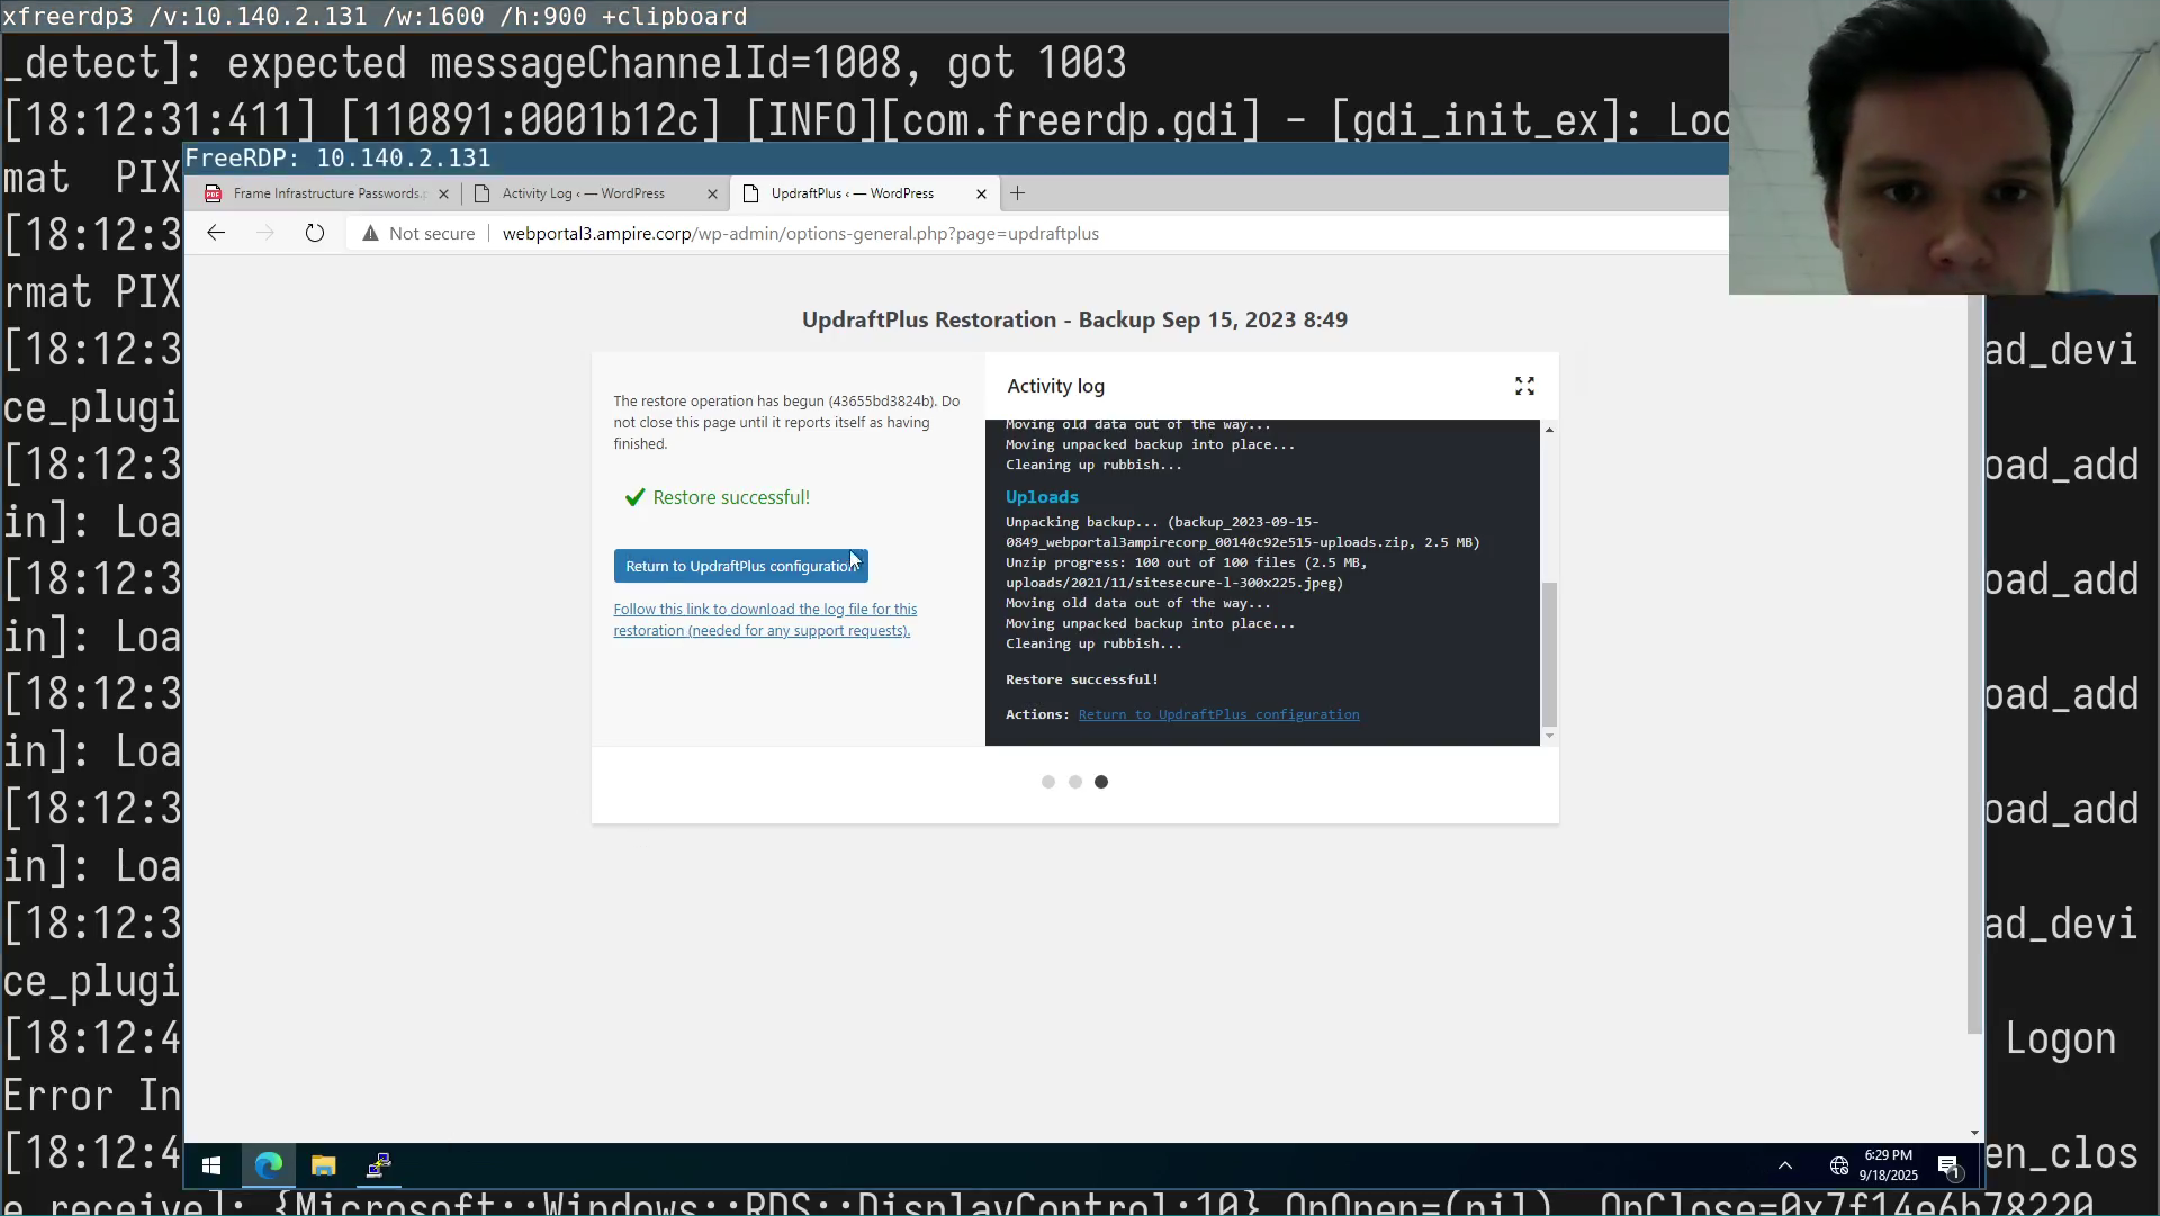 xfreerdp3 /v:10.140.2.131 /w:1600 /h:900 +clipboard
_detect]: expected messageChannelId=1008, got 1003
[18:12:31:411] [110891:0001b12c] [INFO][com.freerdp.gdi] - [gdi_init_ex]: Loc
mat PIX
FreeRDP: 10.140.2.131
Frame Infrastructure Passwords.
Activity Log ‹ — WordPress
UpdraftPlus ‹ — WordPress
[18:12:3
Not secure
webportal3.ampire.corp/wp-admin/options-general.php?page=updraftplus
rmat PIX
UpdraftPlus Restoration - Backup Sep 15, 2023 8:49
[18:12:3
ad_devi
ce_plugi
The restore operation has begun (43655bd3824b). Do
not close this page until it reports itself as having
finished.
Restore successful!
Return to UpdraftPlus configuration
Follow this link to download the log file for this
restoration (needed for any support requests).
Activity log
Moving old data out of the way...
Moving unpacked backup into place...
Cleaning up rubbish...
Uploads
Unpacking backup... (backup_2023-09-15-
0849_webportal3ampirecorp_00140c92e515-uploads.zip, 2.5 MB)
Unzip progress: 100 out of 100 files (2.5 MB,
uploads/2021/11/sitesecure-l-300x225.jpeg)
Moving old data out of the way...
Moving unpacked backup into place...
Cleaning up rubbish...
Restore successful!
Actions: Return to UpdraftPlus configuration
[18:12:3
oad_add
in]: Loa
[18:12:3
oad_add
in]: Loa
[18:12:3
oad_add
in]: Loa
[18:12:3
oad_add
in]: Loa
[18:12:3
ad_devi
ce_plugi
[18:12:4
Logon
Error In
[18:12:4
en_clos
6:29 PM
9/18/2025
1
e_receive]: {Microsoft::Windows::RDS::DisplayControl:10} OnOpen=(nil), OnClose=0x7f14e6b78220